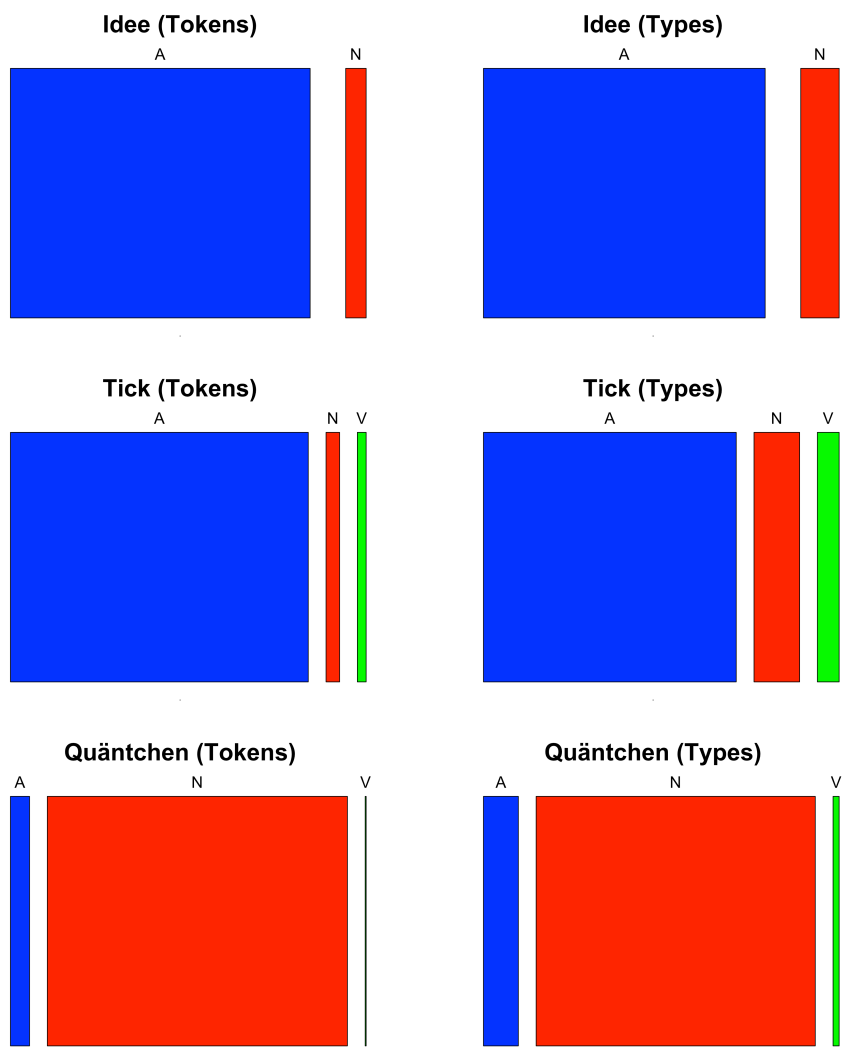 Idee (Tokens)
A N
Idee (Types)
A N
Tick (Tokens)
A N V
Tick (Types)
A N V
Quäntchen (Tokens)
A N V
Quäntchen (Types)
A N V